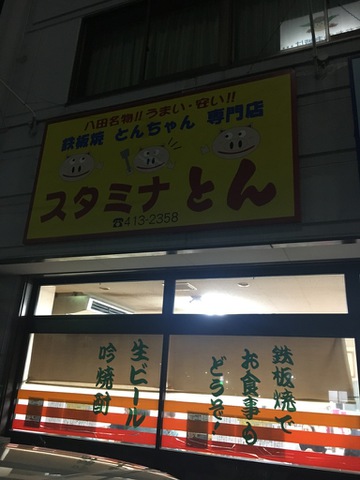 八田名物!!うまい・安い!!
鉄板焼 とんちゃん 専門店
スタミナとん
☎413-2358
鉄板焼で
お食事も
どうぞ!
生ビール
吟焼酎